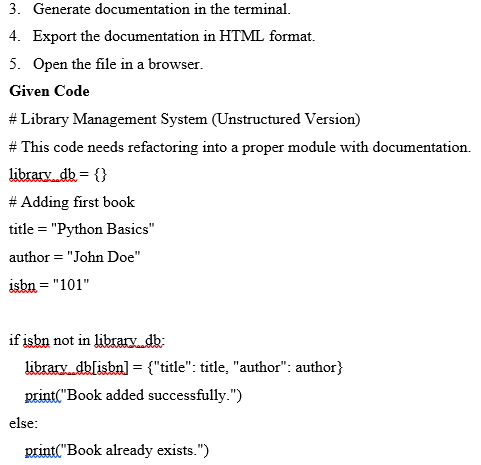 3. Generate documentation in the terminal.
4. Export the documentation in HTML format.
5. Open the file in a browser.
Given Code
# Library Management System (Unstructured Version)
# This code needs refactoring into a proper module with documentation.
library_db = {}
# Adding first book
title = "Python Basics"
author = "John Doe"
isbn = "101"
if isbn not in library_db:
library_db[isbn] = {"title": title, "author": author}
print("Book added successfully.")
else:
print("Book already exists.")